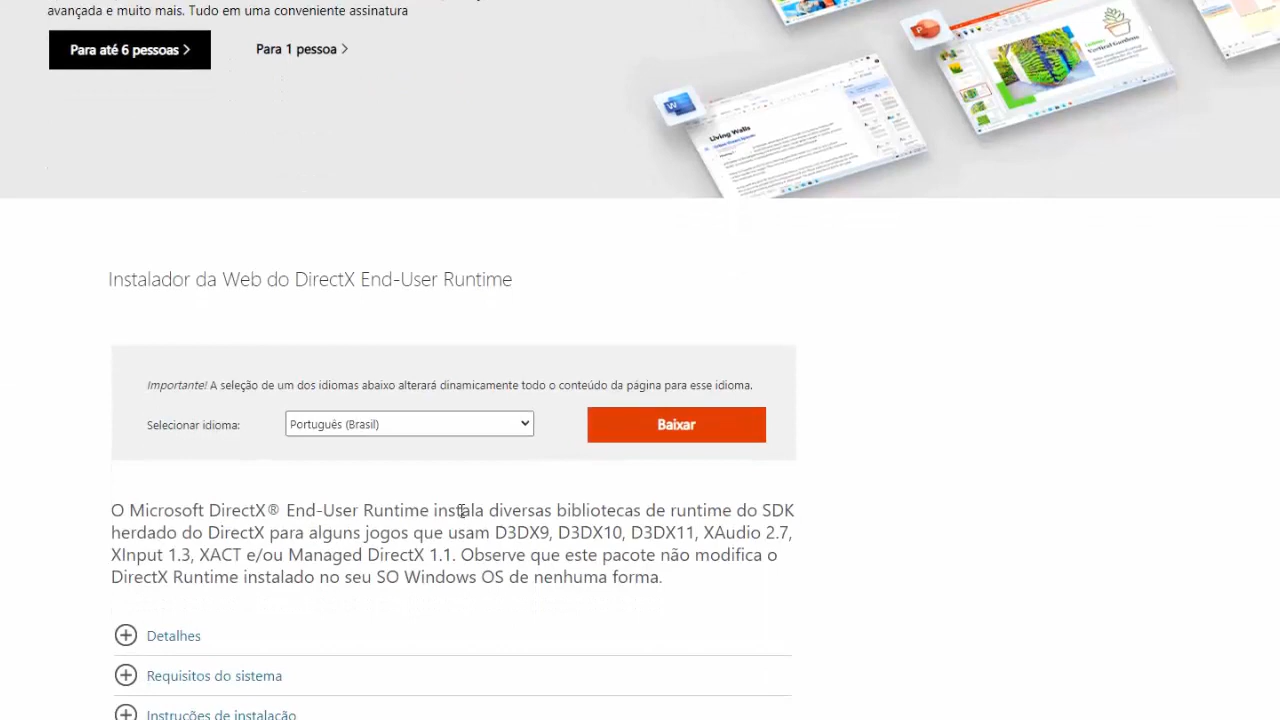 avançada e muito mais. Tudo em uma conveniente assinatura
Para até 6 pessoas >
Para 1 pessoa >
Living Walls
Vertical Gardens
Instalador da Web do DirectX End-User Runtime
Importante! A seleção de um dos idiomas abaixo alterará dinamicamente todo o conteúdo da página para esse idioma.
Selecionar idioma:
Português (Brasil)
Baixar
O Microsoft DirectX® End-User Runtime instala diversas bibliotecas de runtime do SDK
herdado do DirectX para alguns jogos que usam D3DX9, D3DX10, D3DX11, XAudio 2.7,
XInput 1.3, XACT e/ou Managed DirectX 1.1. Observe que este pacote não modifica o
DirectX Runtime instalado no seu SO Windows OS de nenhuma forma.
Detalhes
Requisitos do sistema
Instruções de instalação